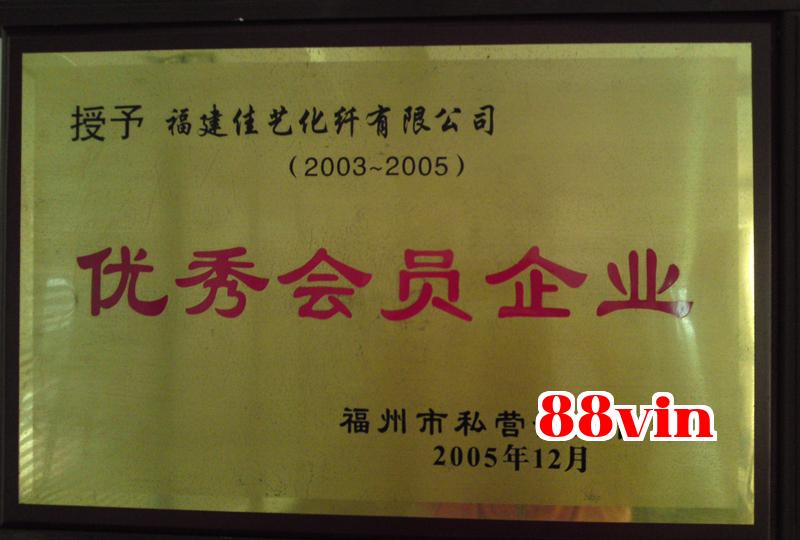 授予 福建佳艺化纤有限公司
(2003~2005)
优秀会员企业
福州市私营
88vin
2005年12月